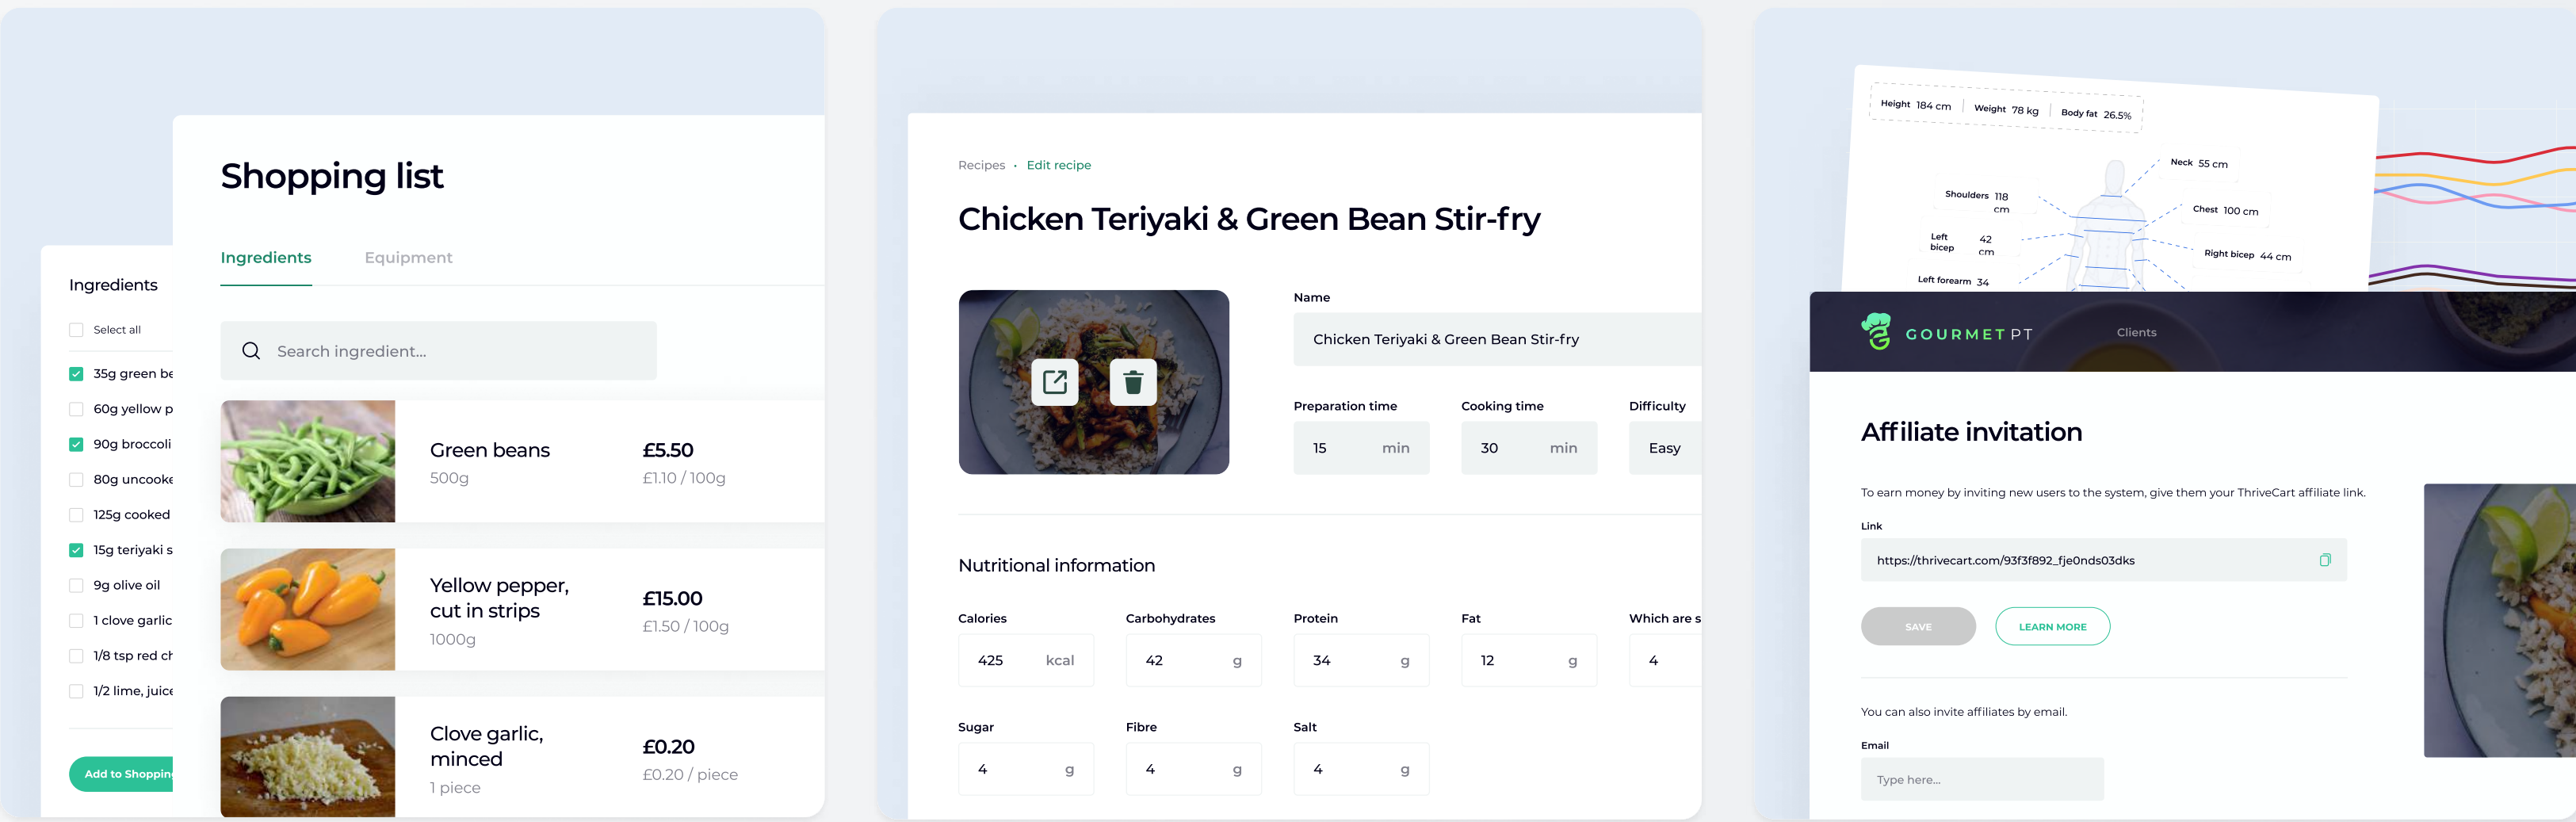 Shopping list
Ingredients
Equipment
Search ingredient...
Green beans
500g
£5.50
£1.10 / 100g
Yellow pepper,
cut in strips
1000g
£15.00
£1.50 / 100g
Clove garlic,
minced
1 piece
£0.20
£0.20 / piece
Ingredients
Select all
35g green be
60g yellow p
90g broccoli
80g uncooke
125g cooked
15g teriyaki s
9g olive oil
1 clove garlic
1/8 tsp red ch
1/2 lime, juice
Add to Shopping
Recipes • Edit recipe
Chicken Teriyaki & Green Bean Stir-fry
Name
Chicken Teriyaki & Green Bean Stir-fry
Preparation time
15 min
Cooking time
30 min
Difficulty
Easy
Nutritional information
Calories
425 kcal
Carbohydrates
42 g
Protein
34 g
Fat
12 g
Which are s
4
Sugar
4 g
Fibre
4 g
Salt
4 g
Height 184 cm
Weight 78 kg
Body fat 26.5%
Neck 55 cm
Shoulders 118
cm
Chest 100 cm
Left
bicep
42
cm
Right bicep 44 cm
Left forearm 34
GOURMET PT
Clients
Affiliate invitation
To earn money by inviting new users to the system, give them your ThriveCart affiliate link.
Link
https://thrivecart.com/93f3f892_fje0nds03dks
SAVE
LEARN MORE
You can also invite affiliates by email.
Email
Type here...